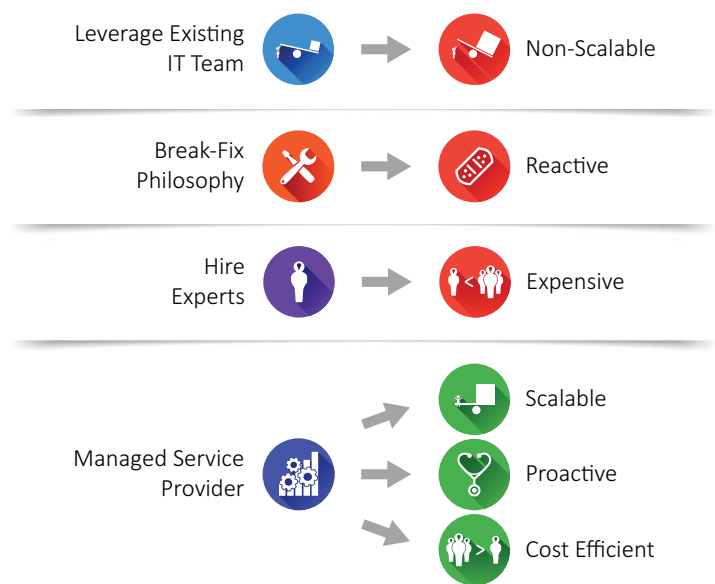 Leverage Existing
IT Team
Non-Scalable
Break-Fix
Philosophy
Reactive
Hire
Experts
<
Expensive
Managed Service
Provider
Scalable
Proactive
>
Cost Efficient